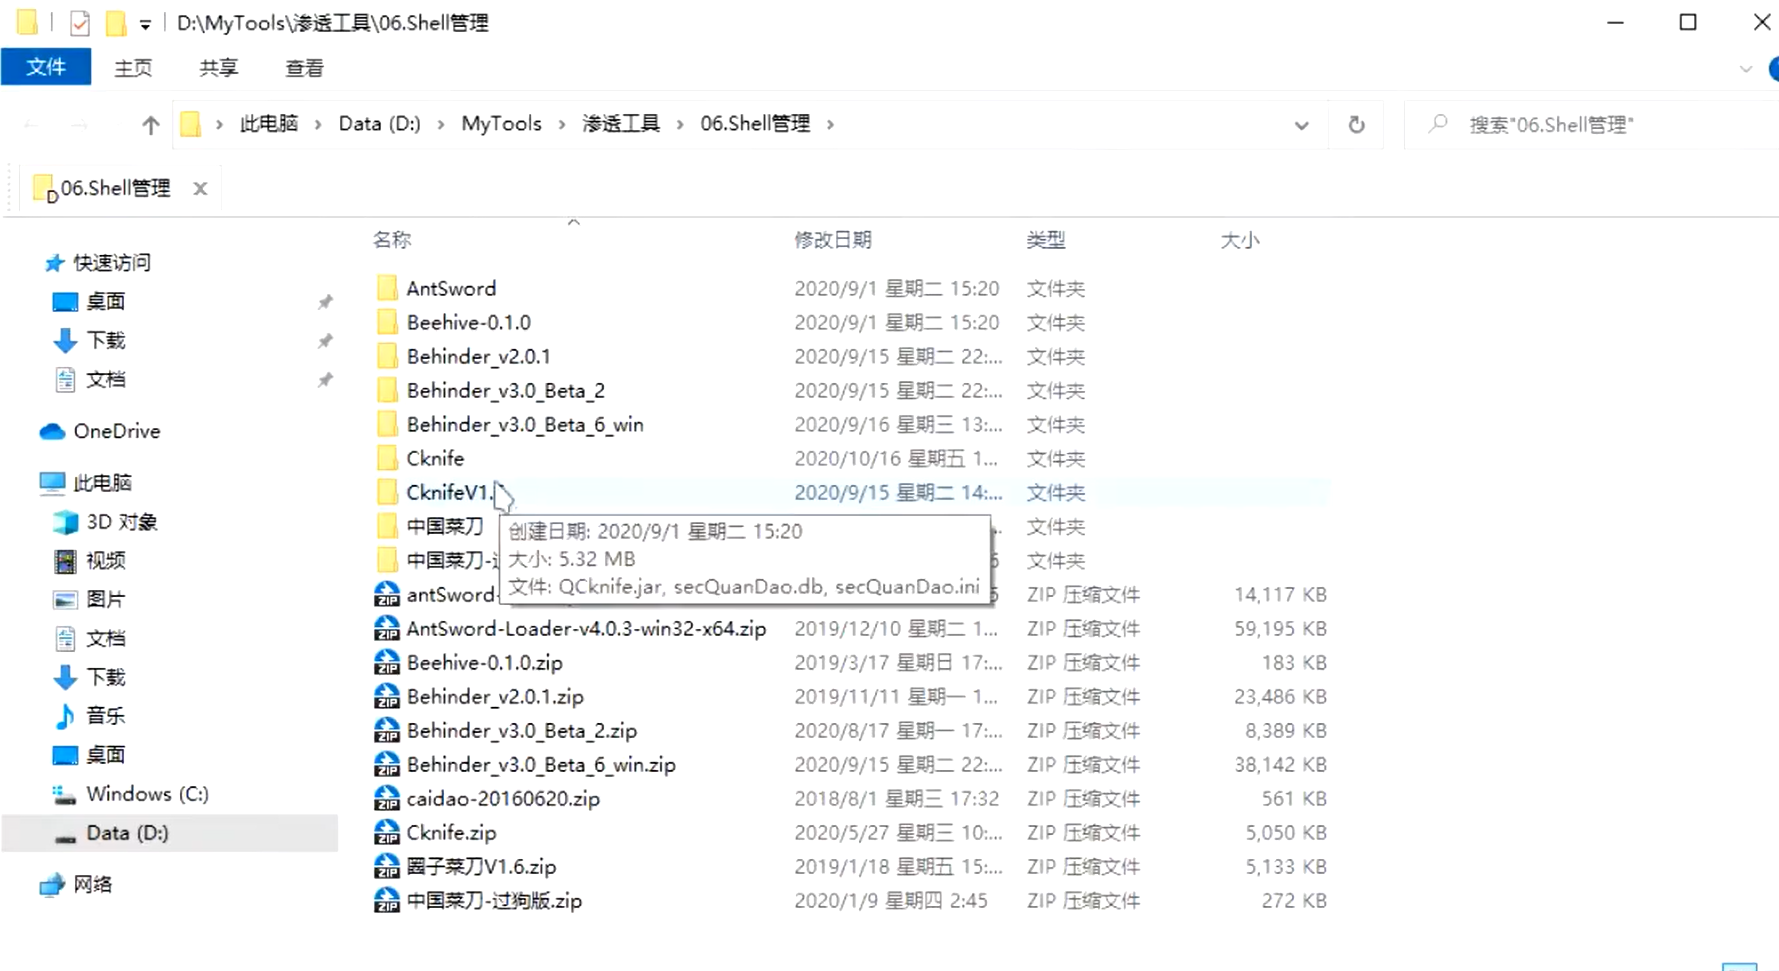 D:\MyTools\渗透工具\06.Shell管理
文件 主页 共享 查看
此电脑 › Data (D:) › MyTools › 渗透工具 › 06.Shell管理 ›
搜索"06.Shell管理"
06.Shell管理
名称 修改日期 类型 大小
快速访问
桌面
下载
文档
OneDrive
此电脑
3D 对象
视频
图片
文档
下载
音乐
桌面
Windows (C:)
Data (D:)
网络
AntSword 2020/9/1 星期二 15:20 文件夹
Beehive-0.1.0 2020/9/1 星期二 15:20 文件夹
Behinder_v2.0.1 2020/9/15 星期二 22:... 文件夹
Behinder_v3.0_Beta_2 2020/9/15 星期二 22:... 文件夹
Behinder_v3.0_Beta_6_win 2020/9/16 星期三 13:... 文件夹
Cknife 2020/10/16 星期五 1... 文件夹
CknifeV1. 2020/9/15 星期二 14:... 文件夹
中国菜刀 文件夹
中国菜刀- 文件夹
创建日期: 2020/9/1 星期二 15:20
大小: 5.32 MB
文件: QCknife.jar, secQuanDao.db, secQuanDao.ini
antSword- ZIP 压缩文件 14,117 KB
AntSword-Loader-v4.0.3-win32-x64.zip 2019/12/10 星期二 1... ZIP 压缩文件 59,195 KB
Beehive-0.1.0.zip 2019/3/17 星期日 17:... ZIP 压缩文件 183 KB
Behinder_v2.0.1.zip 2019/11/11 星期一 1... ZIP 压缩文件 23,486 KB
Behinder_v3.0_Beta_2.zip 2020/8/17 星期一 17:... ZIP 压缩文件 8,389 KB
Behinder_v3.0_Beta_6_win.zip 2020/9/15 星期二 22:... ZIP 压缩文件 38,142 KB
caidao-20160620.zip 2018/8/1 星期三 17:32 ZIP 压缩文件 561 KB
Cknife.zip 2020/5/27 星期三 10:... ZIP 压缩文件 5,050 KB
圈子菜刀V1.6.zip 2019/1/18 星期五 15:... ZIP 压缩文件 5,133 KB
中国菜刀-过狗版.zip 2020/1/9 星期四 2:45 ZIP 压缩文件 272 KB